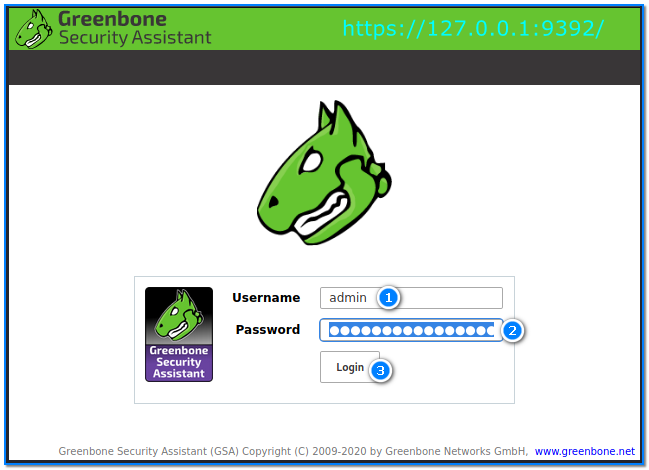 Greenbone
Security Assistant
https://127.0.0.1:9392/
Username admin 1
Password ●●●●●●●●●●●●●●●● 2
Login 3
Greenbone
Security
Assistant
Greenbone Security Assistant (GSA) Copyright (C) 2009-2020 by Greenbone Networks GmbH, www.greenbone.net